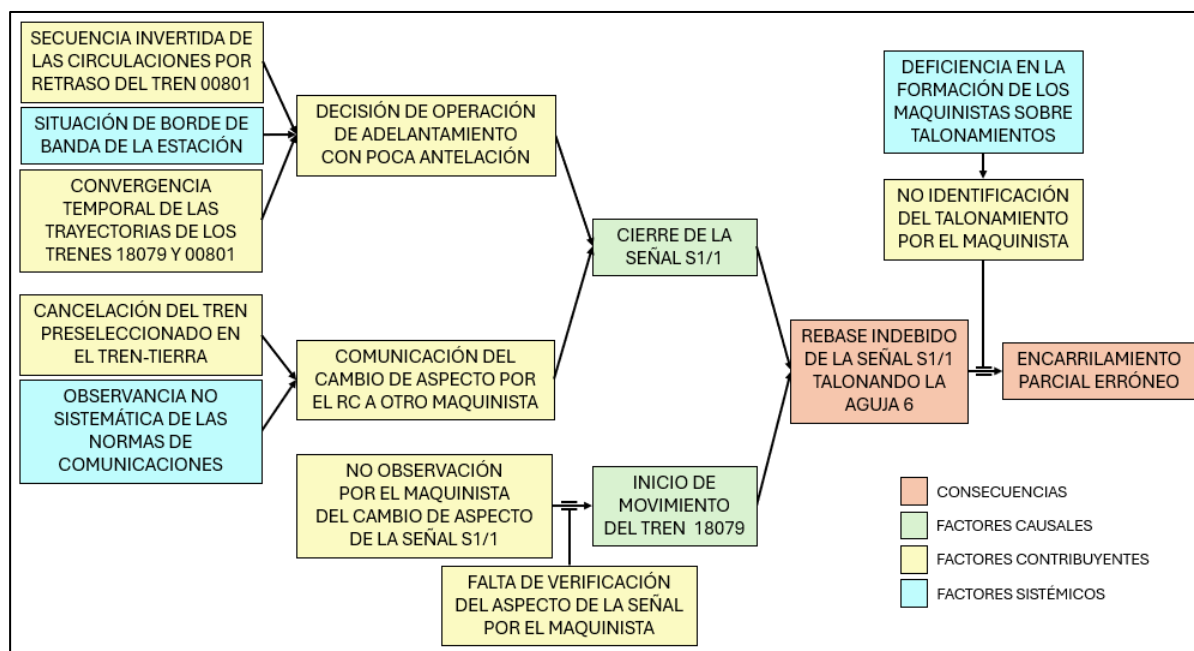 SECUENCIA INVERTIDA DE
LAS CIRCULACIONES POR
RETRASO DEL TREN 00801
SITUACIÓN DE BORDE DE
BANDA DE LA ESTACIÓN
CONVERGENCIA
TEMPORAL DE LAS
TRAYECTORIAS DE LOS
TRENES 18079 Y 00801
DECISIÓN DE OPERACIÓN
DE ADELANTAMIENTO
CON POCA ANTELACIÓN
CANCELACIÓN DEL TREN
PRESELECCIONADO EN
EL TREN-TIERRA
OBSERVANCIA NO
SISTEMÁTICA DE LAS
NORMAS DE
COMUNICACIONES
COMUNICACIÓN DEL
CAMBIO DE ASPECTO POR
EL RC A OTRO MAQUINISTA
NO OBSERVACIÓN
POR EL MAQUINISTA
DEL CAMBIO DE ASPECTO
DE LA SEÑAL S1/1
FALTA DE VERIFICACIÓN
DEL ASPECTO DE LA SEÑAL
POR EL MAQUINISTA
CIERRE DE LA
SEÑAL S1/1
INICIO DE
MOVIMIENTO
DEL TREN 18079
DEFICIENCIA EN LA
FORMACIÓN DE LOS
MAQUINISTAS SOBRE
TALONAMIENTOS
NO IDENTIFICACIÓN
DEL TALONAMIENTO
POR EL MAQUINISTA
REBASE INDEBIDO
DE LA SEÑAL S1/1
TALONANDO LA
AGUJA 6
ENCARRILAMIENTO
PARCIAL ERRÓNEO
CONSECUENCIAS
FACTORES CAUSALES
FACTORES CONTRIBUYENTES
FACTORES SISTÉMICOS